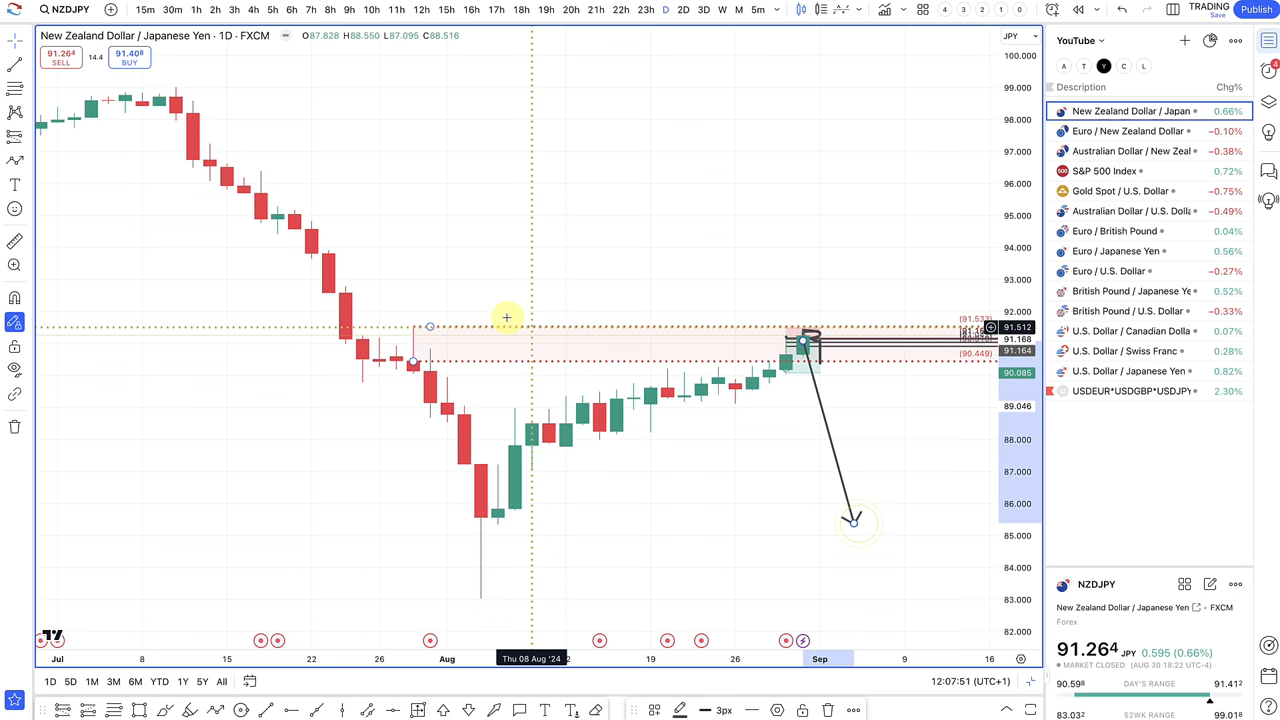 NZDJPY 15m 30m 1h 2h 3h 4h 5h 6h 7h 8h 9h 10h 11h 12h 15h 16h 17h 18h 19h 20h 21h 22h 23h D 2D 3D W M 5m 4 3 2 1 0 TRADING Save Publish
New Zealand Dollar / Japanese Yen · 1D · FXCM O87.828 H88.550 L87.095 C88.516 JPY
91.264 SELL 14.4 91.408 BUY
100.000
99.000
98.000
97.000
96.000
95.000
94.000
93.000
92.000
(91.533)
91.512
91.168
91.164
(90.449)
90.085
89.046
88.000
87.000
86.000
85.000
84.000
83.000
82.000
Jul 8 15 22 26 Aug Thu 08 Aug '24 19 26 Sep 9 16
1D 5D 1M 3M 6M YTD 1Y 5Y All 12:07:51 (UTC+1)
3px
YouTube
A T Y C L
Description Chg%
New Zealand Dollar / Japan 0.66%
Euro / New Zealand Dollar −0.10%
Australian Dollar / New Zeal −0.38%
500 S&P 500 Index 0.72%
Gold Spot / U.S. Dollar −0.75%
Australian Dollar / U.S. Dolla −0.49%
Euro / British Pound 0.04%
Euro / Japanese Yen 0.56%
Euro / U.S. Dollar −0.27%
British Pound / Japanese Ye 0.52%
British Pound / U.S. Dollar −0.33%
U.S. Dollar / Canadian Dolla 0.07%
U.S. Dollar / Swiss Franc 0.28%
U.S. Dollar / Japanese Yen 0.82%
U USDEUR*USDGBP*USDJPY 2.30%
NZDJPY
New Zealand Dollar / Japanese Yen · FXCM
Forex
91.264 JPY 0.595 (0.66%)
MARKET CLOSED (AUG 30 18:22 UTC-4)
90.598 DAY'S RANGE 91.412
83.032 52WK RANGE 99.018
4